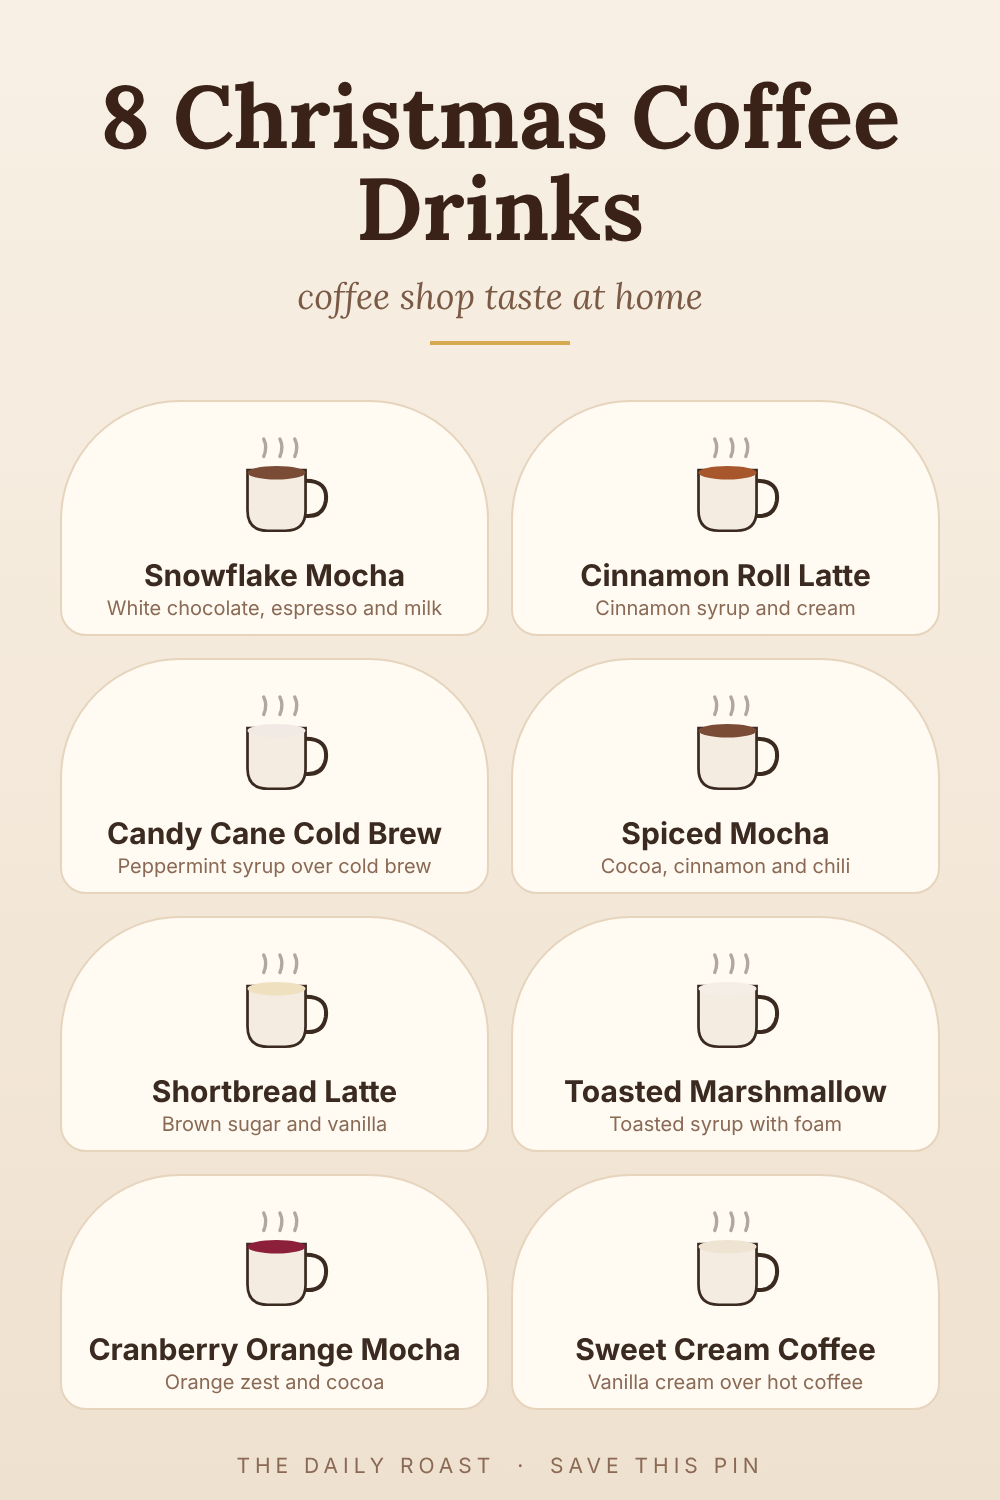 8 Christmas Coffee
Drinks
coffee shop taste at home
Snowflake Mocha
White chocolate, espresso and milk
Cinnamon Roll Latte
Cinnamon syrup and cream
Candy Cane Cold Brew
Peppermint syrup over cold brew
Spiced Mocha
Cocoa, cinnamon and chili
Shortbread Latte
Brown sugar and vanilla
Toasted Marshmallow
Toasted syrup with foam
Cranberry Orange Mocha
Orange zest and cocoa
Sweet Cream Coffee
Vanilla cream over hot coffee
THE DAILY ROAST · SAVE THIS PIN